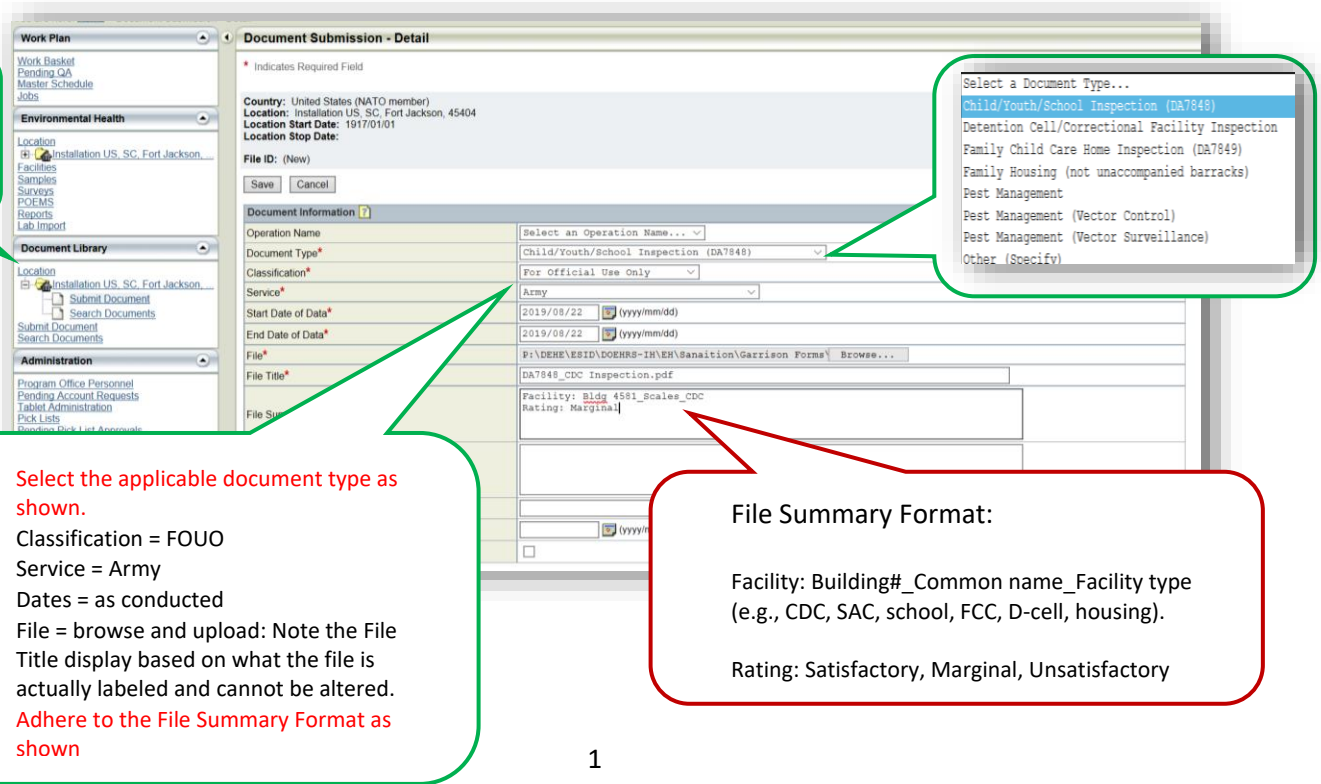 Work Plan
Work Basket
Pending QA
Master Schedule
Jobs
Environmental Health
Location
Installation US, SC, Fort Jackson, ...
Facilities
Samples
Surveys
POEMS
Reports
Lab Import
Document Library
Location
Installation US, SC, Fort Jackson, ...
Submit Document
Search Documents
Submit Document
Search Documents
Administration
Program Office Personnel
Pending Account Requests
Tablet Administration
Pick Lists
Pending Pick List Approvals
Document Submission - Detail
* Indicates Required Field
Country: United States (NATO member)
Location: Installation US, SC, Fort Jackson, 45404
Location Start Date: 1917/01/01
Location Stop Date:
File ID: (New)
Save Cancel
Document Information ?
Operation Name Select an Operation Name...
Document Type* Child/Youth/School Inspection (DA7848)
Classification* For Official Use Only
Service* Army
Start Date of Data* 2019/08/22 (yyyy/mm/dd)
End Date of Data* 2019/08/22 (yyyy/mm/dd)
File* P:\DEHE\ESID\DOEHRS-IH\EH\Sanaition\Garrison Forms\ Browse...
File Title* DA7848_CDC Inspection.pdf
File Sum
Facility: Bldg 4581_Scales_CDC
Rating: Marginal
(yyyy/m
Select a Document Type...
Child/Youth/School Inspection (DA7848)
Detention Cell/Correctional Facility Inspection
Family Child Care Home Inspection (DA7849)
Family Housing (not unaccompanied barracks)
Pest Management
Pest Management (Vector Control)
Pest Management (Vector Surveillance)
Other (Specify)
Select the applicable document type as
shown.
Classification = FOUO
Service = Army
Dates = as conducted
File = browse and upload: Note the File
Title display based on what the file is
actually labeled and cannot be altered.
Adhere to the File Summary Format as
shown
File Summary Format:
Facility: Building#_Common name_Facility type
(e.g., CDC, SAC, school, FCC, D-cell, housing).
Rating: Satisfactory, Marginal, Unsatisfactory
1